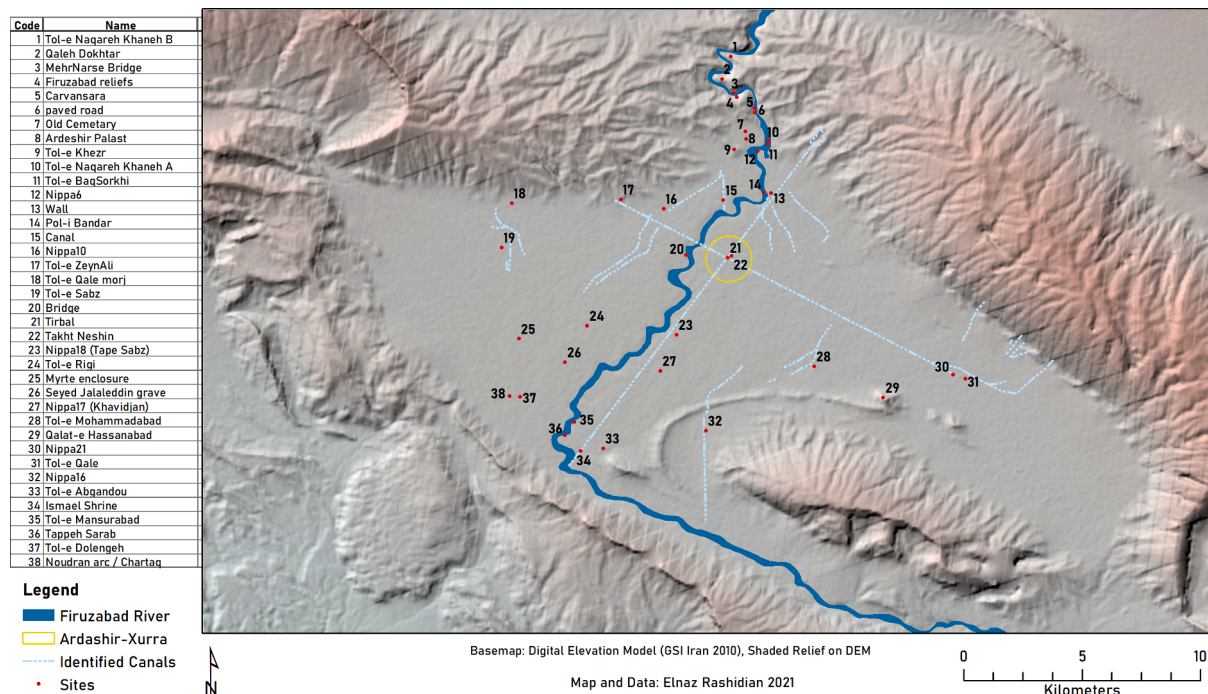 Code Name
1 Tol-e Naqareh Khaneh B
2 Qaleh Dokhtar
3 MehrNarse Bridge
4 Firuzabad reliefs
5 Carvansara
6 paved road
7 Old Cemetary
8 Ardeshir Palast
9 Tol-e Khezr
10 Tol-e Naqareh Khaneh A
11 Tol-e BagSorkhi
12 Nippa6
13 Wall
14 Pol-i Bandar
15 Canal
16 Nippa10
17 Tol-e ZeynAli
18 Tol-e Qale morj
19 Tol-e Sabz
20 Bridge
21 Tirbal
22 Takht Neshin
23 Nippa18 (Tape Sabz)
24 Tol-e Rigi
25 Myrte enclosure
26 Seyed Jalaleddin grave
27 Nippa17 (Khavidjan)
28 Tol-e Mohammadabad
29 Qalat-e Hassanabad
30 Nippa21
31 Tol-e Qale
32 Nippa16
33 Tol-e Abgandou
34 Ismael Shrine
35 Tol-e Mansurabad
36 Tappeh Sarab
37 Tol-e Dolengeh
38 Noudran arc / Chartaq
Legend
Firuzabad River
Ardashir-Xurra
Identified Canals
Sites
1
2
3
4
5
6
7
8
9
10
11
12
13
14
15
16
17
18
19
20
21
22
23
24
25
26
27
28
29
30
31
32
33
34
35
36
37
38
N
Basemap: Digital Elevation Model (GSI Iran 2010), Shaded Relief on DEM
Map and Data: Elnaz Rashidian 2021
0 5 10
Kilometers